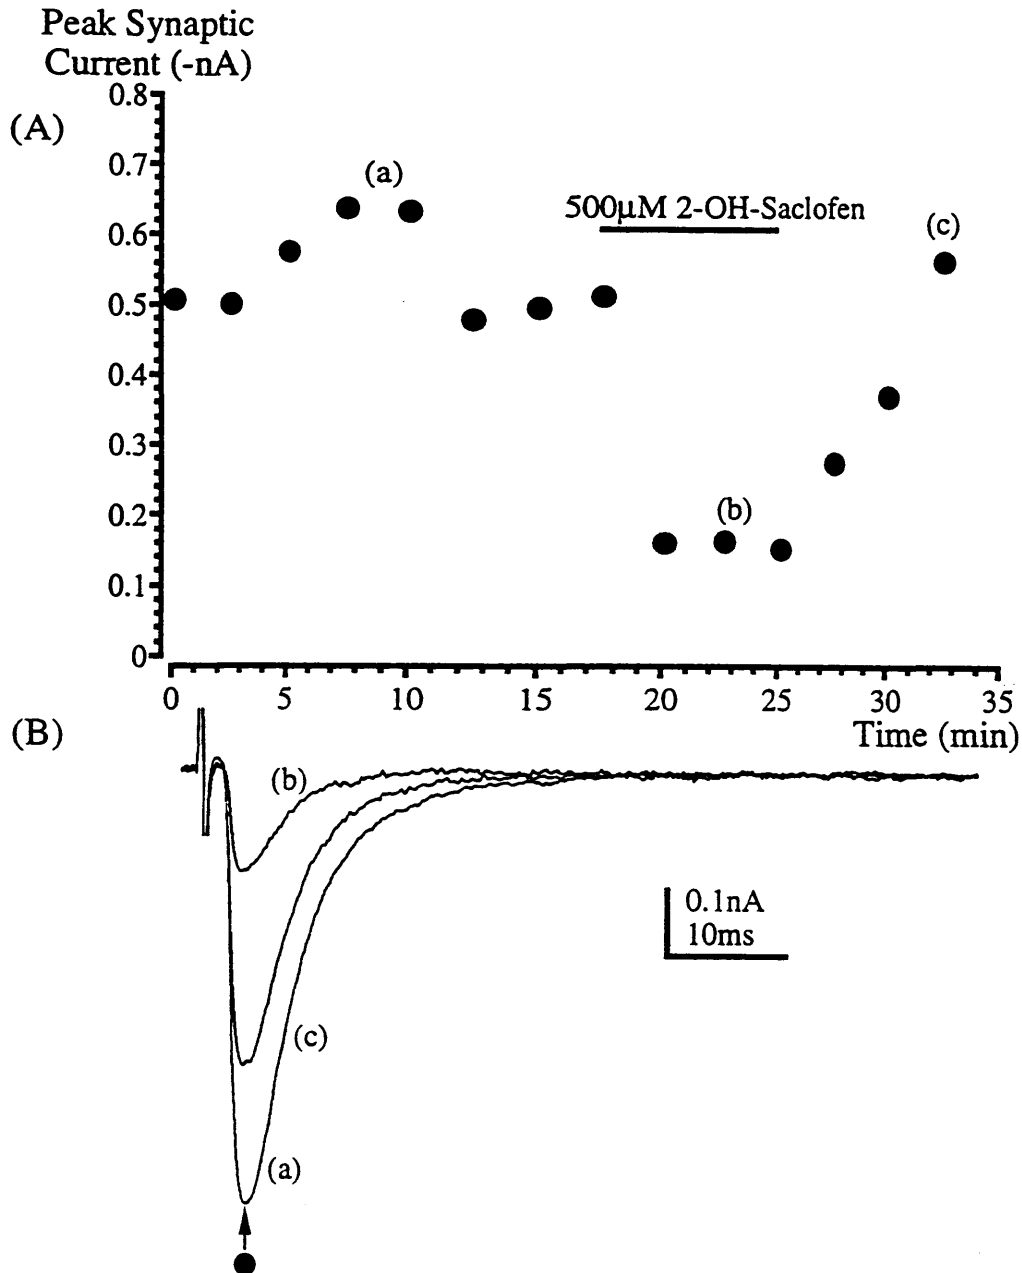 Peak Synaptic
Current (-nA)
(A)
0.8
0.7
0.6
0.5
0.4
0.3
0.2
0.1
0
(a)
500µM 2-OH-Saclofen
(c)
(b)
0 5 10 15 20 25 30 35
Time (min)
(B)
(b)
0.1nA
10ms
(c)
(a)